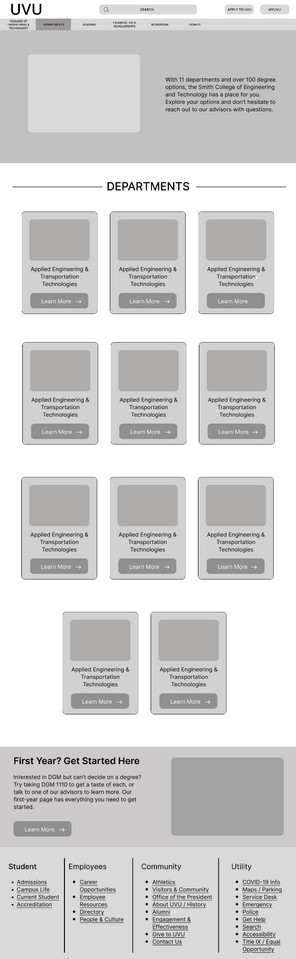 UVU
SEARCH
APPLY TO UVU
MYUVU
COLLEGE OF
ENGINEERING &
TECHNOLOGY
DEPARTMENTS
ADVISING
FINANCIAL AID &
SCHOLARSHIPS
INTERNSHIP
DONATE
With 11 departments and over 100 degree
options, the Smith College of Engineering
and Technology has a place for you.
Explore your options and don't hesitate to
reach out to our advisors with questions.
DEPARTMENTS
Applied Engineering &
Transportation
Technologies
Learn More →
Applied Engineering &
Transportation
Technologies
Learn More →
Applied Engineering &
Transportation
Technologies
Learn More
Applied Engineering &
Transportation
Technologies
Learn More →
Applied Engineering &
Transportation
Technologies
Learn More →
Applied Engineering &
Transportation
Technologies
Learn More →
Applied Engineering &
Transportation
Technologies
Learn More →
Applied Engineering &
Transportation
Technologies
Learn More →
Applied Engineering &
Transportation
Technologies
Learn More →
Applied Engineering &
Transportation
Technologies
Learn More →
Applied Engineering &
Transportation
Technologies
Learn More →
First Year? Get Started Here
Interested in DGM but can't decide on a degree?
Try taking DGM 1110 to get a taste of each, or
talk to one of our advisors to learn more. Our
first-year page has everything you need to get
started.
Learn More →
Student
• Admissions
• Campus Life
• Current Student
• Accreditation
Employees
• Career
Opportunities
• Employee
Resources
• Directory
• People & Culture
Community
• Athletics
• Visitors & Community
• Office of the President
• About UVU / History
• Alumni
• Engagement &
Effectiveness
• Give to UVU
• Contact Us
Utility
• COVID-19 Info
• Maps / Parking
• Service Desk
• Emergency
• Police
• Get Help
• Search
• Accessibility
• Title IX / Equal
Opportunity